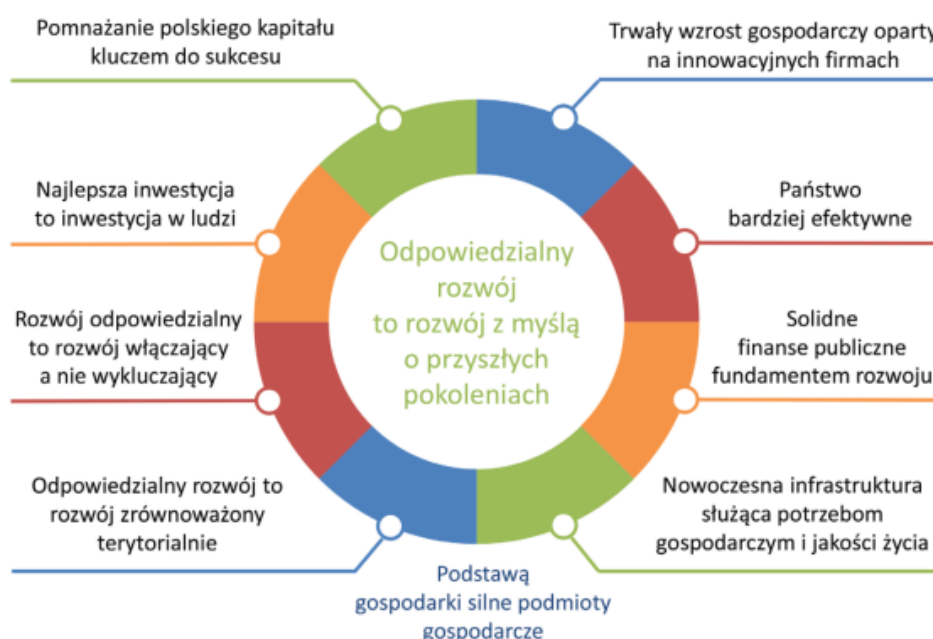 Pomnażanie polskiego kapitału
kluczem do sukcesu
Trwały wzrost gospodarczy oparty
na innowacyjnych firmach
Najlepsza inwestycja
to inwestycja w ludzi
Państwo
bardziej efektywne
Odpowiedzialny
rozwój
to rozwój z myślą
o przyszłych
pokoleniach
Rozwój odpowiedzialny
to rozwój włączający
a nie wykluczający
Solidne
finanse publiczne
fundamentem rozwoju
Odpowiedzialny rozwój to
rozwój zrównoważony
terytorialnie
Nowoczesna infrastruktura
służąca potrzebom
gospodarczym i jakości życia
Podstawą
gospodarki silne podmioty
gospodarcze